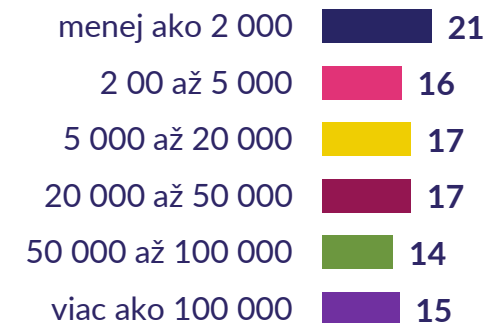 menej ako 2 000 21
2 00 až 5 000 16
5 000 až 20 000 17
20 000 až 50 000 17
50 000 až 100 000 14
viac ako 100 000 15